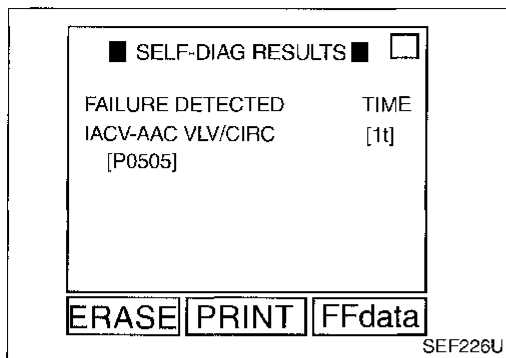 ■ SELF-DIAG RESULTS ■ □
FAILURE DETECTED TIME
IACV-AAC VLV/CIRC [1t]
[P0505]
ERASE PRINT FFdata
SEF226U